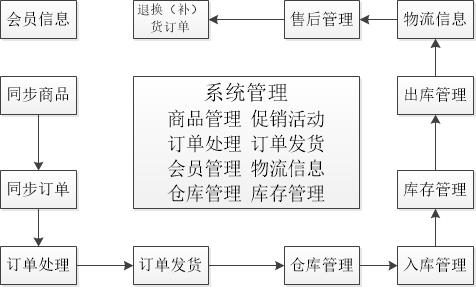 会员信息
退换（补）
货订单
售后管理
物流信息
同步商品
系统管理
商品管理 促销活动
订单处理 订单发货
会员管理 物流信息
仓库管理 库存管理
出库管理
同步订单
库存管理
订单处理
订单发货
仓库管理
入库管理